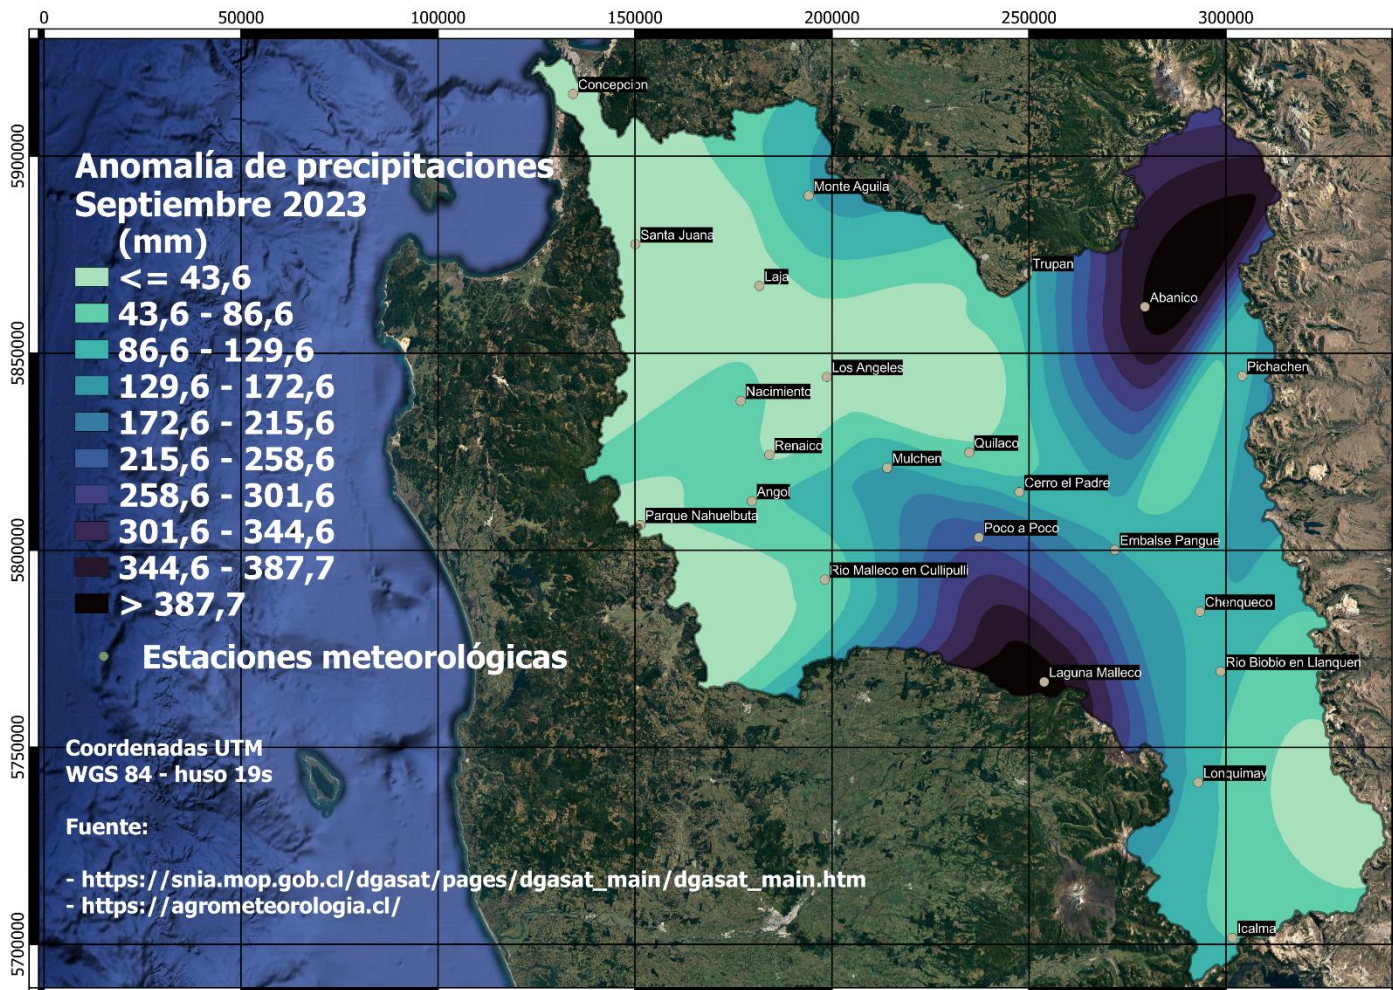 0 50000 100000 150000 200000 250000 300000
5900000
5850000
5800000
5750000
5700000
Anomalía de precipitaciones
Septiembre 2023
(mm)
<= 43,6
43,6 - 86,6
86,6 - 129,6
129,6 - 172,6
172,6 - 215,6
215,6 - 258,6
258,6 - 301,6
301,6 - 344,6
344,6 - 387,7
> 387,7
Estaciones meteorológicas
Coordenadas UTM
WGS 84 - huso 19s
Fuente:
- https://snia.mop.gob.cl/dgasat/pages/dgasat_main/dgasat_main.htm
- https://agrometeorologia.cl/
Concepcion
Monte Aguila
Santa Juana
Trupan
Laja
Abanico
Los Angeles
Pichachen
Nacimiento
Renaico
Quilaco
Mulchen
Cerro el Padre
Angol
Parque Nahuelbuta
Poco a Poco
Embalse Pangue
Rio Malleco en Cullipulli
Chenqueco
Rio Biobio en Llanquen
Laguna Malleco
Lonquimay
Icalma